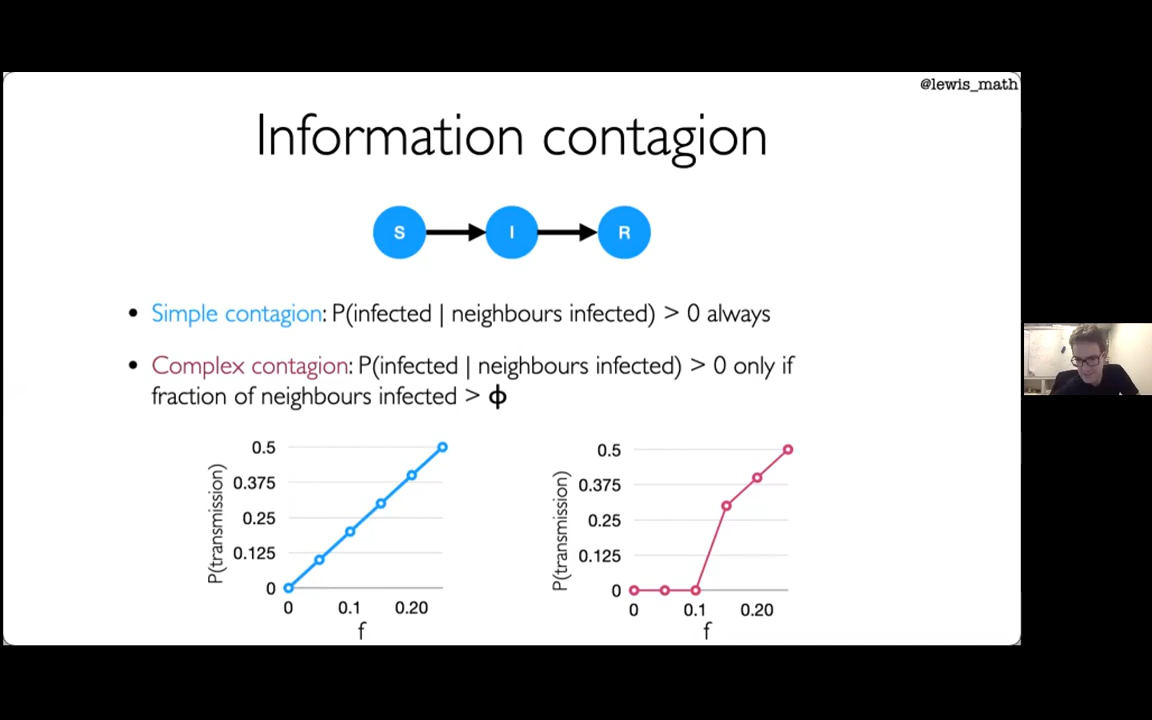 @lewis_math
Information contagion
S I R
• Simple contagion: P(infected | neighbours infected) > 0 always
• Complex contagion: P(infected | neighbours infected) > 0 only if
fraction of neighbours infected > ϕ
P(transmission)
0.5
0.375
0.25
0.125
0
0 0.1 0.20
f
P(transmission)
0.5
0.375
0.25
0.125
0
0 0.1 0.20
f